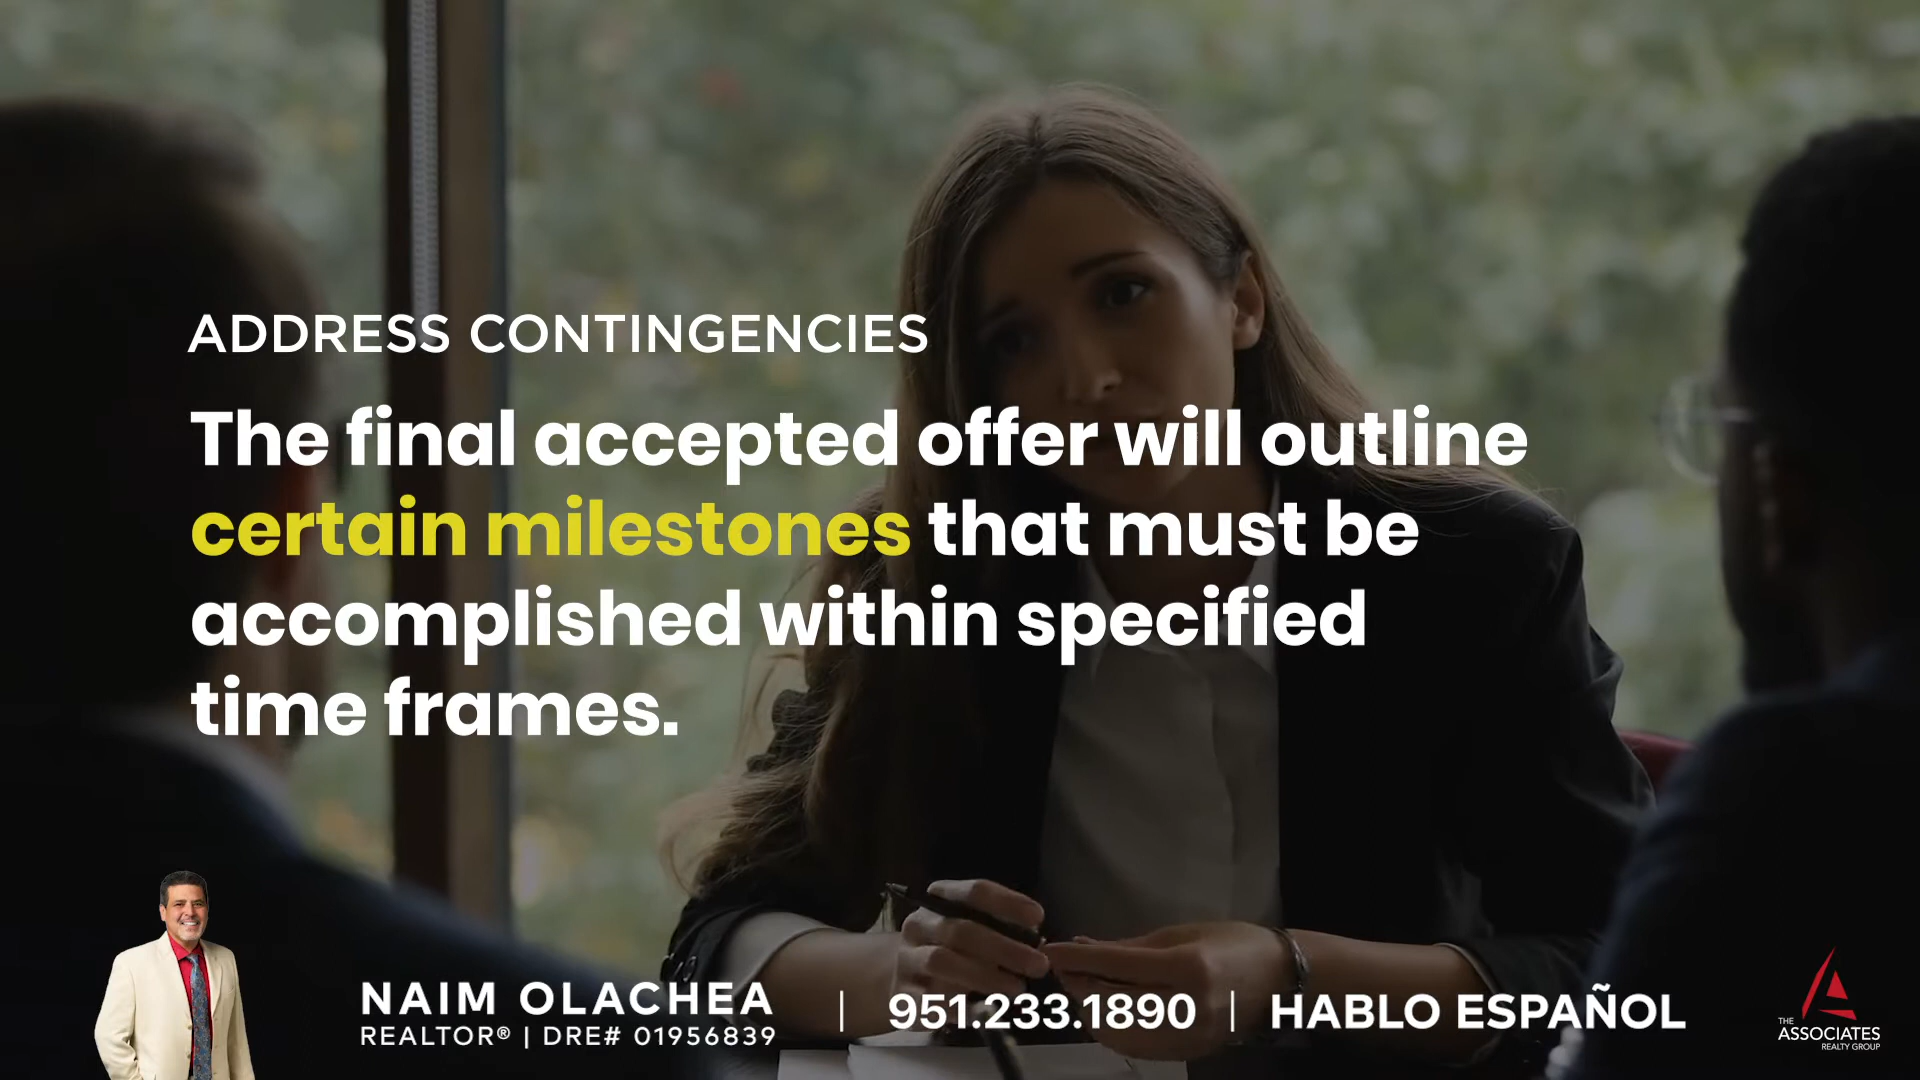 ADDRESS CONTINGENCIES
The final accepted offer will outline
certain milestones that must be
accomplished within specified
time frames.
NAIM OLACHEA
REALTOR® | DRE# 01956839
| 951.233.1890 | HABLO ESPAÑOL
THE
ASSOCIATES
REALTY GROUP